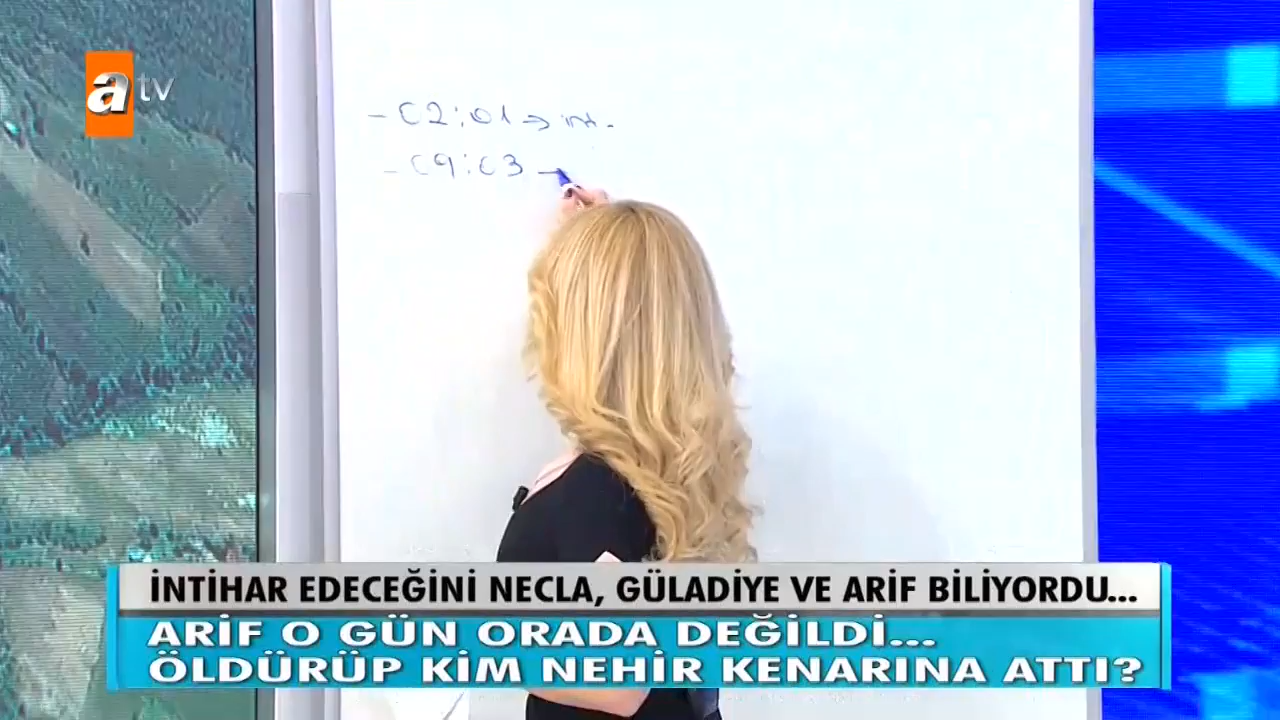 atv
- 02:01 → int.
- 09:03 -
İNTİHAR EDECEĞİNİ NECLA, GÜLADİYE VE ARİF BİLİYORDU...
ARİF O GÜN ORADA DEĞİLDİ...
ÖLDÜRÜP KİM NEHİR KENARINA ATTI?